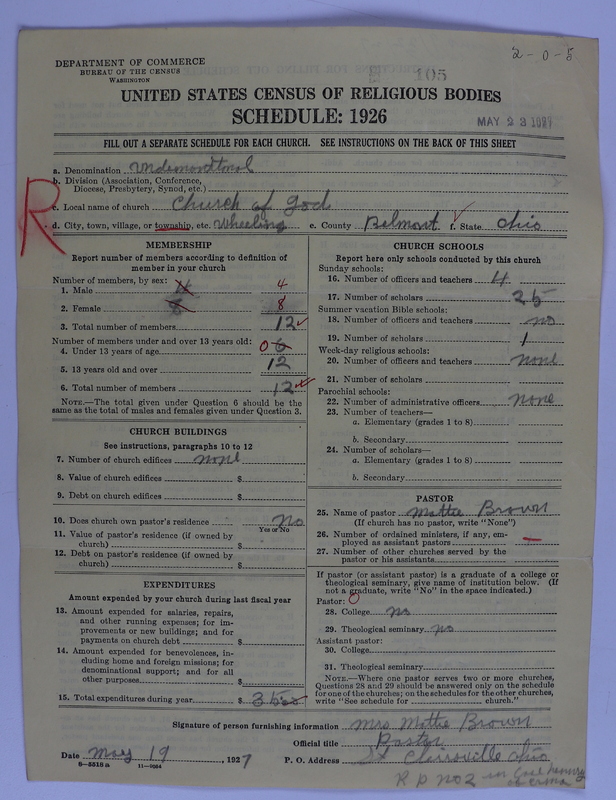 2-0-5
DEPARTMENT OF COMMERCE
BUREAU OF THE CENSUS
WASHINGTON
105
UNITED STATES CENSUS OF RELIGIOUS BODIES
SCHEDULE: 1926
MAY 23 1927
FILL OUT A SEPARATE SCHEDULE FOR EACH CHURCH. SEE INSTRUCTIONS ON THE BACK OF THIS SHEET
a. Denomination
b. Division (Association, Conference, Diocese, Presbytery, Synod, etc.)
R
c. Local name of church Church of God
d. City, town, village, or township, etc. Wheeling e. County Belmont f. State Ohio
MEMBERSHIP
Report number of members according to definition of
member in your church
Number of members, by sex:
1. Male 4 4
2. Female 8 8
3. Total number of members 12
Number of members under and over 13 years old:
4. Under 13 years of age 0
5. 13 years old and over 12
6. Total number of members 12
NOTE.—The total given under Question 6 should be
same as the total of males and females given under Question 3.
CHURCH BUILDINGS
See instructions, paragraphs 10 to 12
7. Number of church edifices none
8. Value of church edifices $
9. Debt on church edifices $
10. Does church own pastor's residence No
Yes or No
11. Value of pastor's residence (if owned by
church) $
12. Debt on pastor's residence (if owned by
church) $
EXPENDITURES
Amount expended by your church during last fiscal year
13. Amount expended for salaries, repairs,
and other running expenses; for im-
provements or new buildings; and for
payments on church debt $
14. Amount expended for benevolences, in-
cluding home and foreign missions; for
denominational support; and for all
other purposes $
15. Total expenditures during year $
CHURCH SCHOOLS
Report here only schools conducted by this church
Sunday schools:
16. Number of officers and teachers 4
17. Number of scholars 25
Summer vacation Bible schools:
18. Number of officers and teachers no
19. Number of scholars 1
Week-day religious schools:
20. Number of officers and teachers none
21. Number of scholars
Parochial schools:
22. Number of administrative officers none
23. Number of teachers—
a. Elementary (grades 1 to 8)
b. Secondary
24. Number of scholars—
a. Elementary (grades 1 to 8)
b. Secondary
PASTOR
25. Name of pastor Mattie Brown
(If church has no pastor, write "None")
26. Number of ordained ministers, if any, em-
ployed as assistant pastors —
27. Number of other churches served by the
pastor or his assistants
If pastor (or assistant pastor) is a graduate of a college or
theological seminary, give name of institution below. (If
not a graduate, write "No" in the space indicated.)
Pastor: 0
28. College no
29. Theological seminary no
Assistant pastor:
30. College
31. Theological seminary
NOTE.—Where one pastor serves two or more churches,
Questions 28 and 29 should be answered only on the schedule
for one of the churches; on the schedules for the other churches,
write "See schedule for church."
Signature of person furnishing information Mrs Mattie Brown
Official title Pastor
Date May 19, 1927 P. O. Address St Clairsville Ohio
8-5518a 11-9084
R D No 2